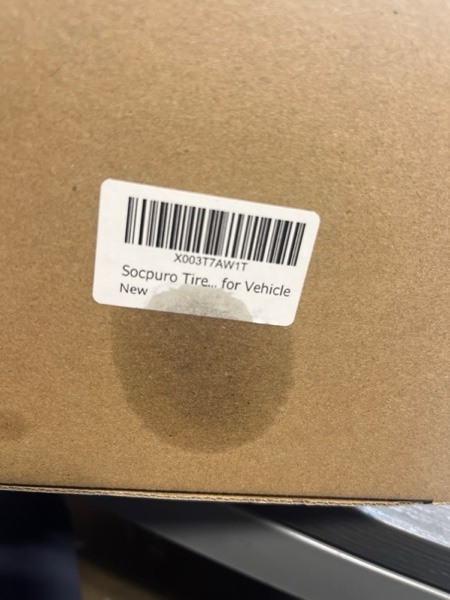 X003T7AW1T
Socpuro Tire... for Vehicle
New